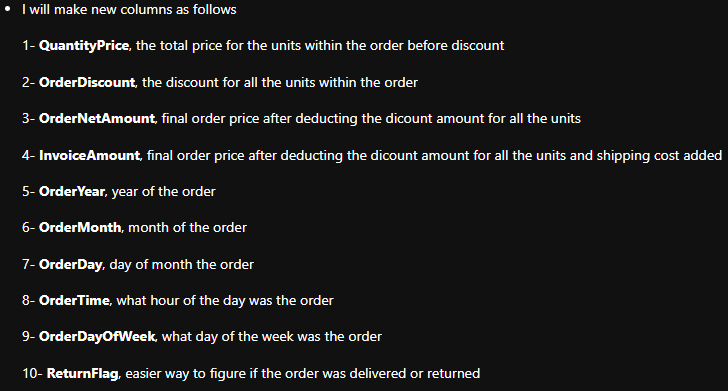 I will make new columns as follows
1- QuantityPrice, the total price for the units within the order before discount
2- OrderDiscount, the discount for all the units within the order
3- OrderNetAmount, final order price after deducting the dicount amount for all the units
4- InvoiceAmount, final order price after deducting the dicount amount for all the units and shipping cost added
5- OrderYear, year of the order
6- OrderMonth, month of the order
7- OrderDay, day of month the order
8- OrderTime, what hour of the day was the order
9- OrderDayOfWeek, what day of the week was the order
10- ReturnFlag, easier way to figure if the order was delivered or returned